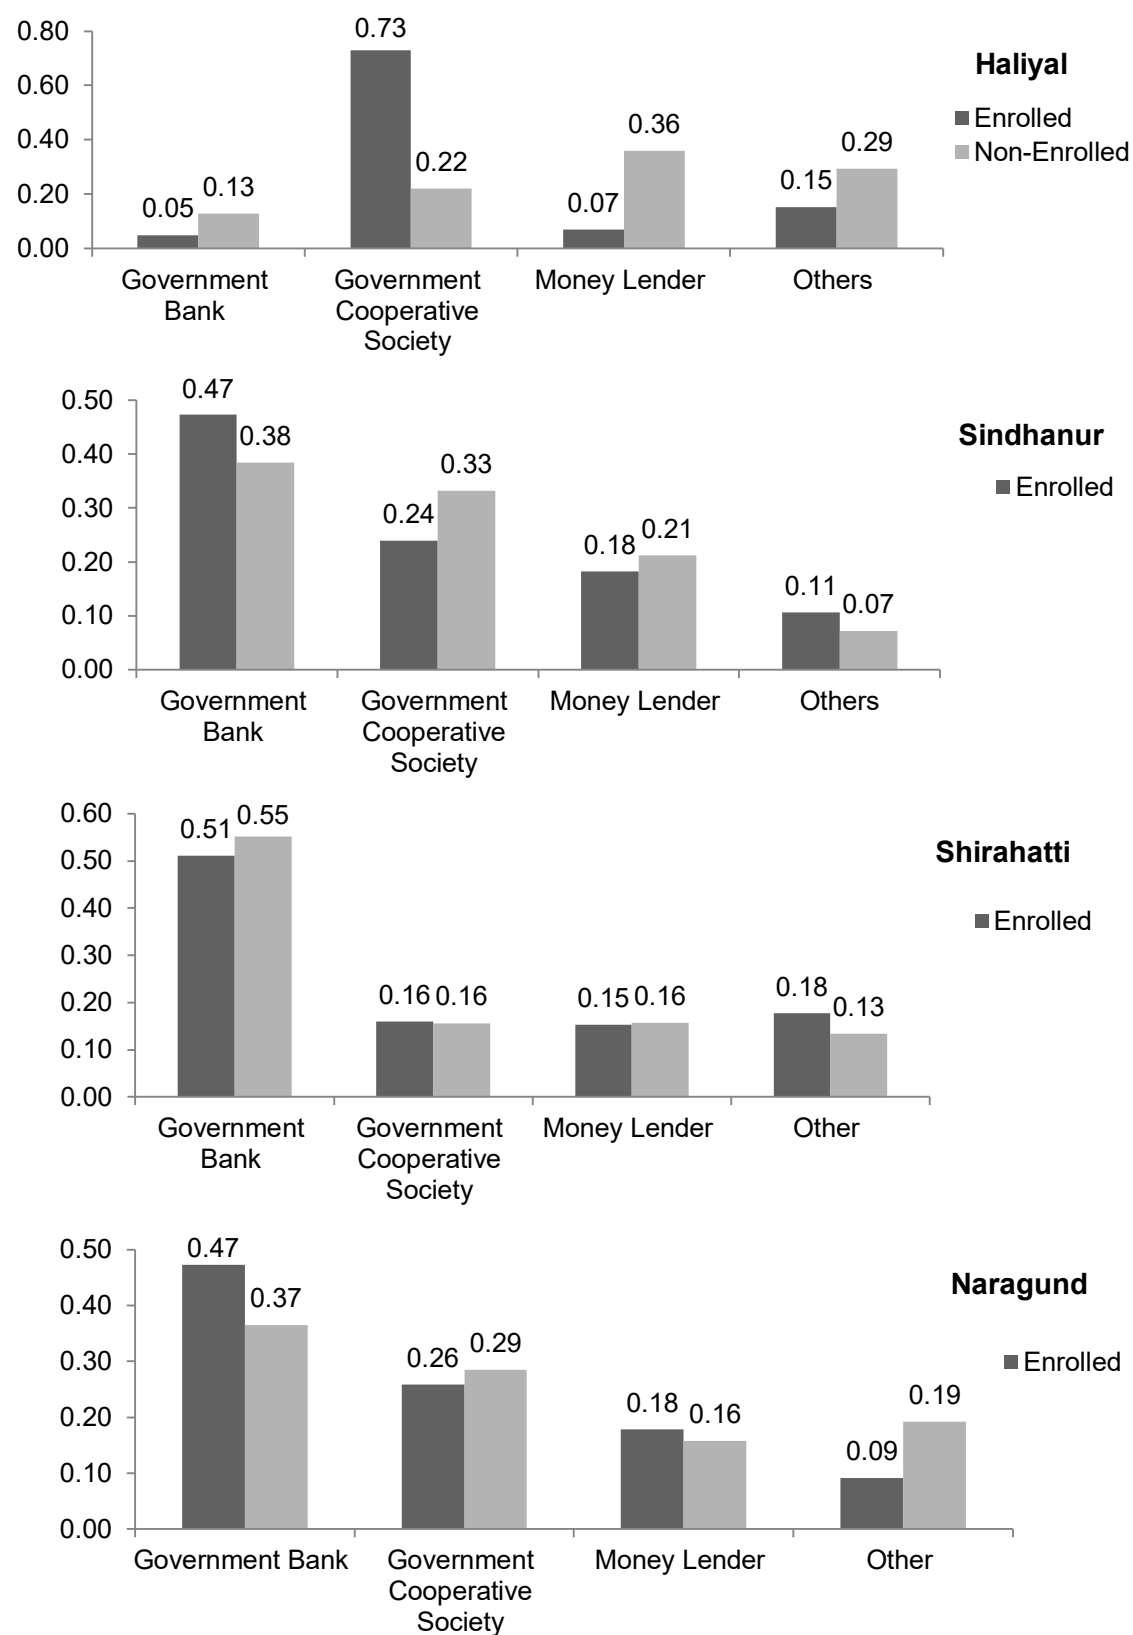 0.80
0.60
0.40
0.20
0.00
0.05
0.13
0.73
0.22
0.07
0.36
0.15
0.29
Government
Bank
Government
Cooperative
Society
Money Lender
Others
Haliyal
Enrolled
Non-Enrolled
0.50
0.40
0.30
0.20
0.10
0.00
0.47
0.38
0.24
0.33
0.18
0.21
0.11
0.07
Government
Bank
Government
Cooperative
Society
Money Lender
Others
Sindhanur
Enrolled
0.60
0.50
0.40
0.30
0.20
0.10
0.00
0.51
0.55
0.16
0.16
0.15
0.16
0.18
0.13
Government
Bank
Government
Cooperative
Society
Money Lender
Other
Shirahatti
Enrolled
0.50
0.40
0.30
0.20
0.10
0.00
0.47
0.37
0.26
0.29
0.18
0.16
0.09
0.19
Government Bank
Government
Cooperative
Society
Money Lender
Other
Naragund
Enrolled